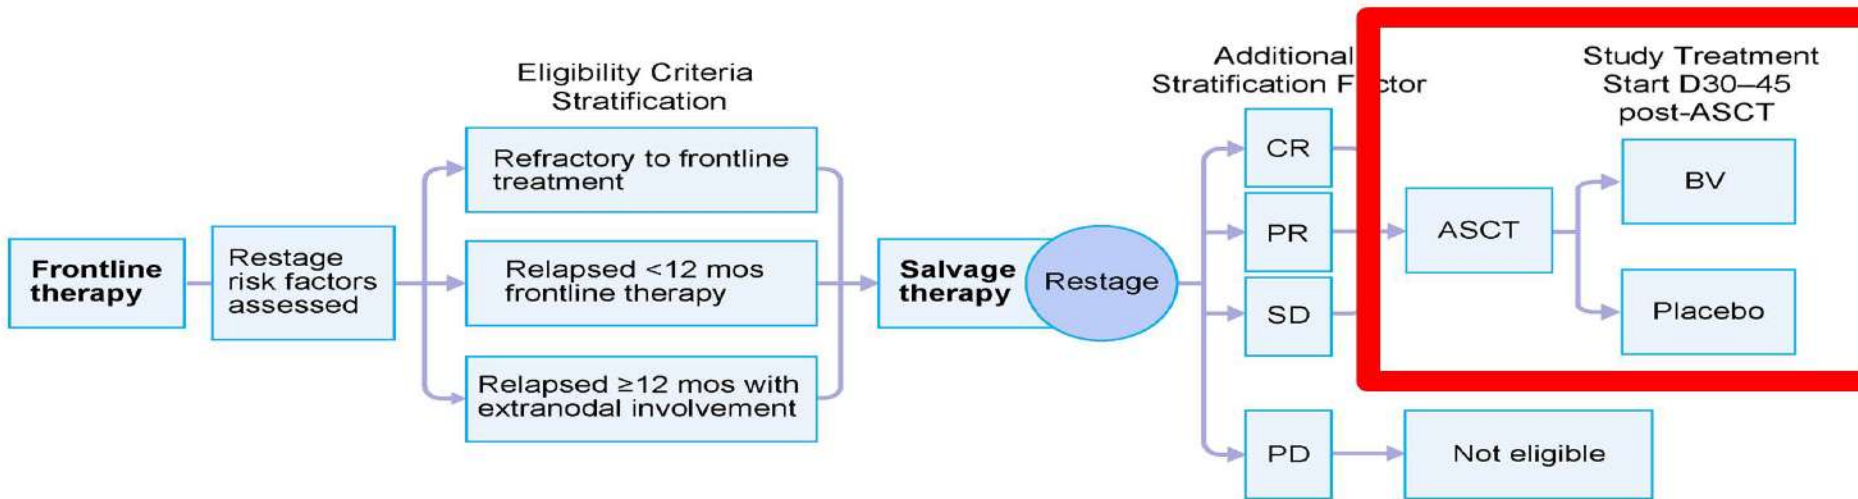 Eligibility Criteria
Stratification
Additional
Stratification F ctor
Study Treatment
Start D30–45
post-ASCT
Frontline
therapy
Restage
risk factors
assessed
Refractory to frontline
treatment
Relapsed <12 mos
frontline therapy
Relapsed ≥12 mos with
extranodal involvement
Salvage
therapy
Restage
CR
PR
SD
PD
ASCT
BV
Placebo
Not eligible